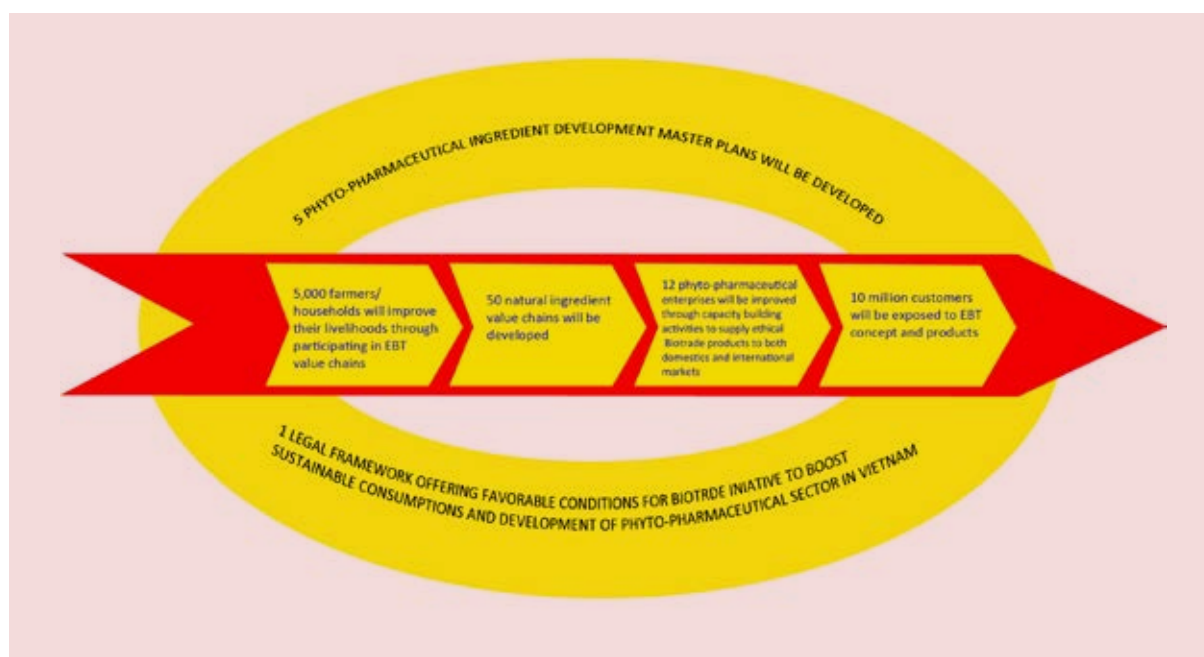 5 PHYTO-PHARMACEUTICAL INGREDIENT DEVELOPMENT MASTER PLANS WILL BE DEVELOPED
5,000 farmers/
households will improve
their livelihoods through
participating in EBT
value chains
50 natural ingredient
value chains will be
developed
12 phyto-pharmaceutical
enterprises will be improved
through capacity building
activities to supply ethical
Biotrade products to both
domestics and international
markets
10 million customers
will be exposed to EBT
concept and products
1 LEGAL FRAMEWORK OFFERING FAVORABLE CONDITIONS FOR BIOTRDE INIATIVE TO BOOST
SUSTAINABLE CONSUMPTIONS AND DEVELOPMENT OF PHYTO-PHARMACEUTICAL SECTOR IN VIETNAM